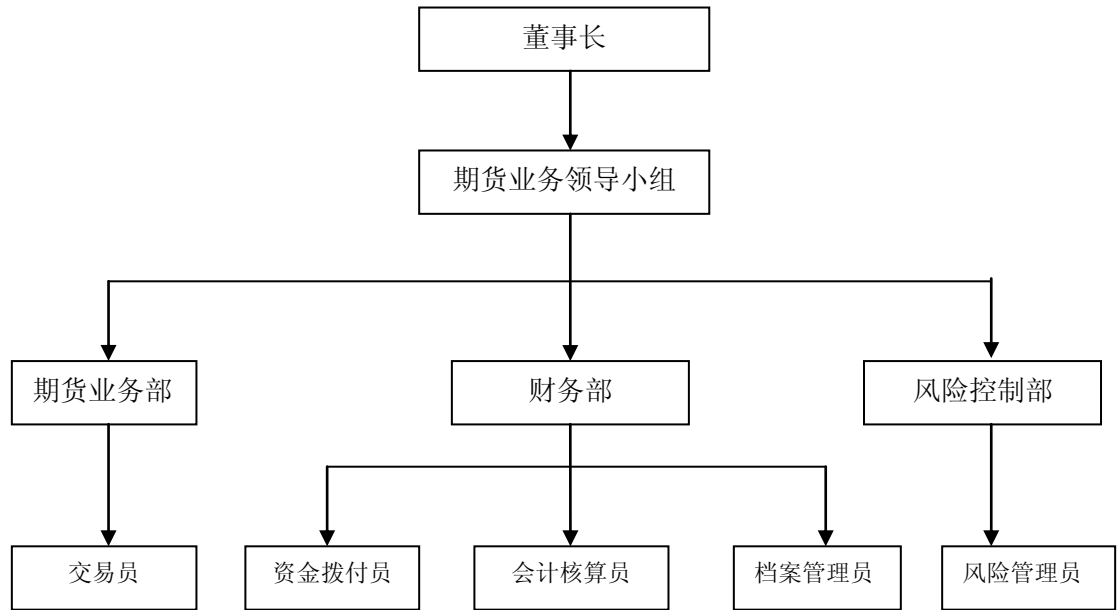 董事长
期货业务领导小组
期货业务部
财务部
风险控制部
交易员
资金拨付员
会计核算员
档案管理员
风险管理员